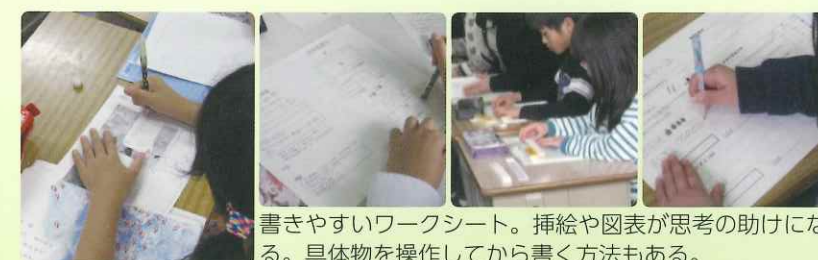 書きやすいワークシート。挿絵や図表が思考の助けにな
る。具体物を操作してから書く方法もある。